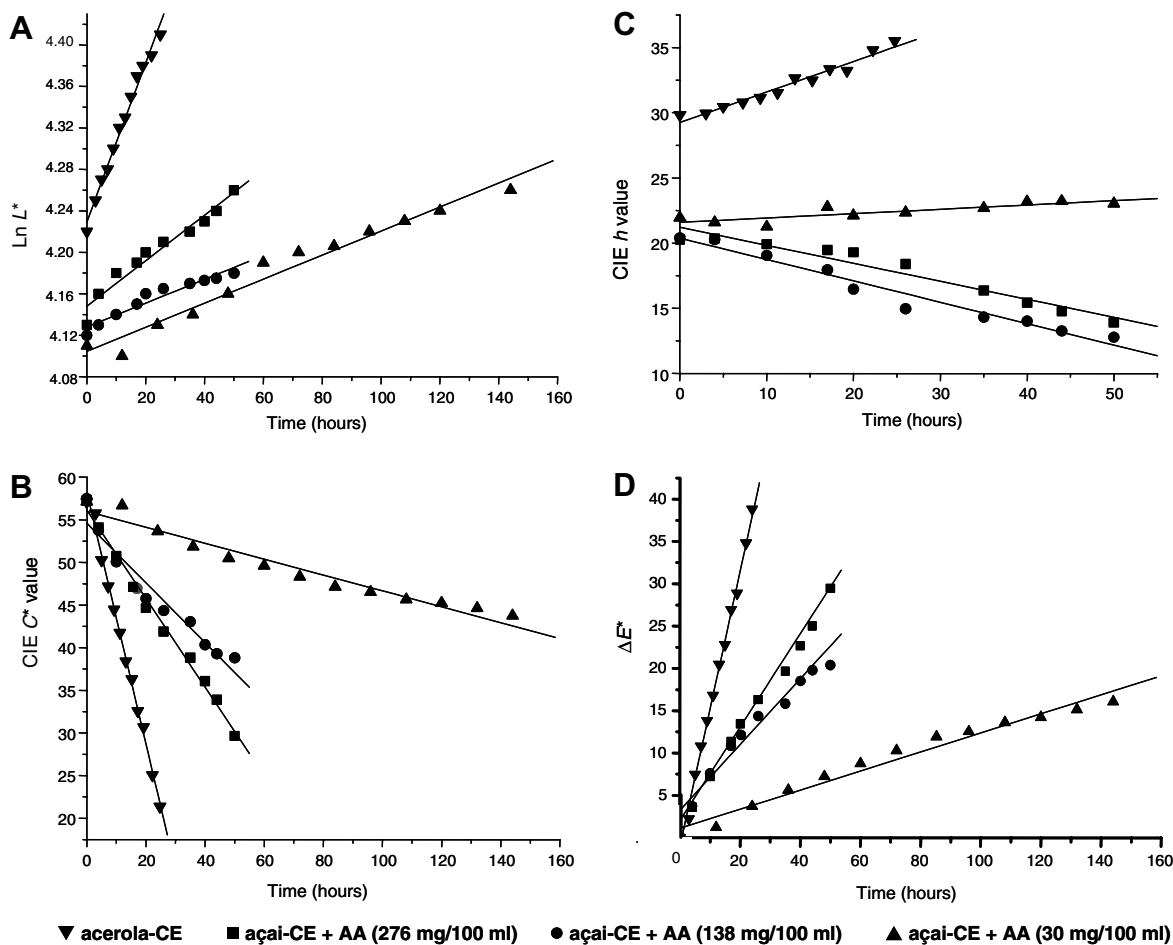 A
Ln L*
4.40
4.36
4.32
4.28
4.24
4.20
4.16
4.12
4.08
0 20 40 60 80 100 120 140 160
Time (hours)
C
CIE h value
35
30
25
20
15
10
0 10 20 30 40 50
Time (hours)
B
CIE C* value
60
55
50
45
40
35
30
25
20
0 20 40 60 80 100 120 140 160
Time (hours)
D
ΔE*
40
35
30
25
20
15
10
5
0 20 40 60 80 100 120 140 160
Time (hours)
acerola-CE açai-CE + AA (276 mg/100 ml) açai-CE + AA (138 mg/100 ml) açai-CE + AA (30 mg/100 ml)